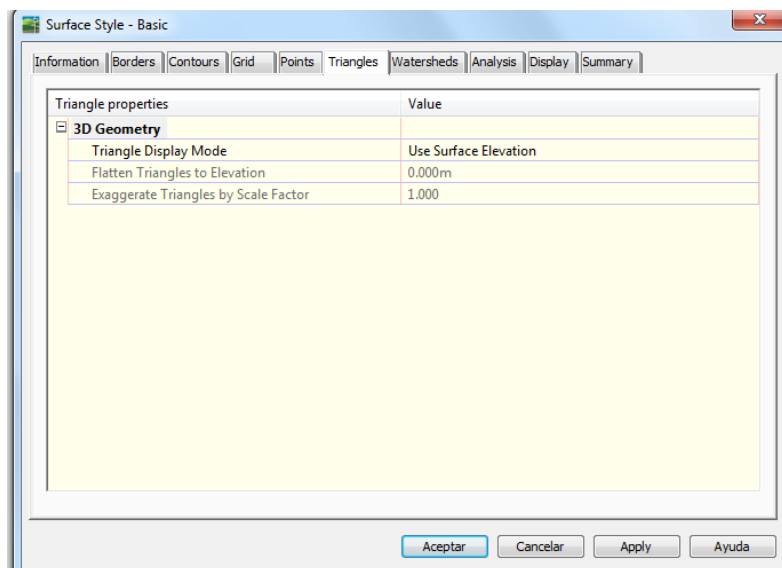 Surface Style - Basic
Information Borders Contours Grid Points Triangles Watersheds Analysis Display Summary
Triangle properties Value
3D Geometry
Triangle Display Mode Use Surface Elevation
Flatten Triangles to Elevation 0.000m
Exaggerate Triangles by Scale Factor 1.000
Aceptar Cancelar Apply Ayuda